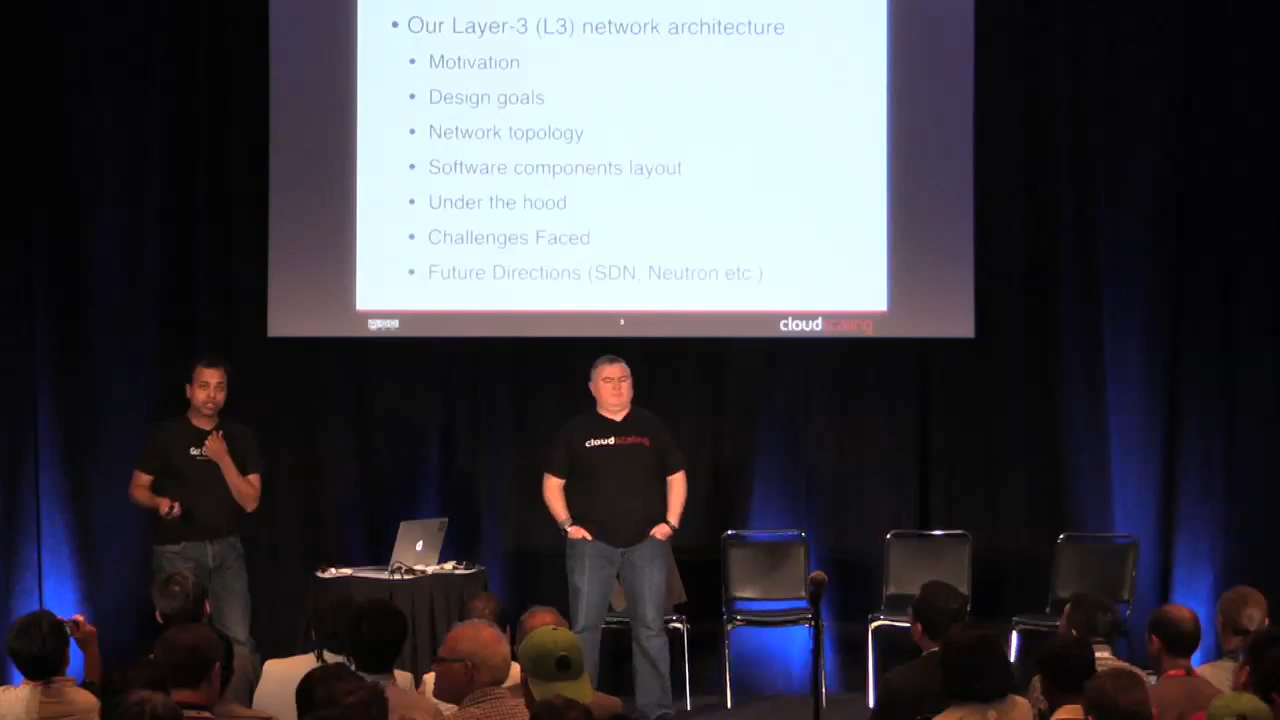 • Our Layer-3 (L3) network architecture
• Motivation
• Design goals
• Network topology
• Software components layout
• Under the hood
• Challenges Faced
• Future Directions (SDN, Neutron etc.)
3
cloudscaling
cloudscaling